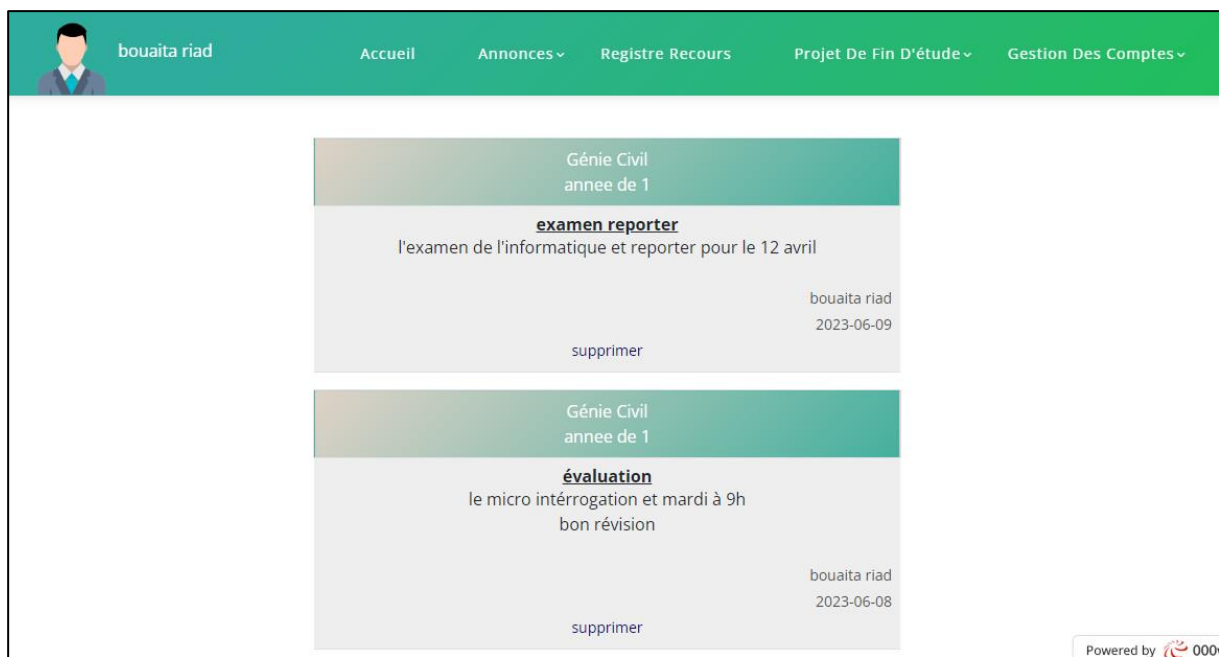 bouaita riad
Accueil
Annonces
Registre Recours
Projet De Fin D'étude
Gestion Des Comptes
Génie Civil
annee de 1
examen reporter
l'examen de l'informatique et reporter pour le 12 avril
bouaita riad
2023-06-09
supprimer
Génie Civil
annee de 1
évaluation
le micro intérrogation et mardi à 9h
bon révision
bouaita riad
2023-06-08
supprimer
Powered by